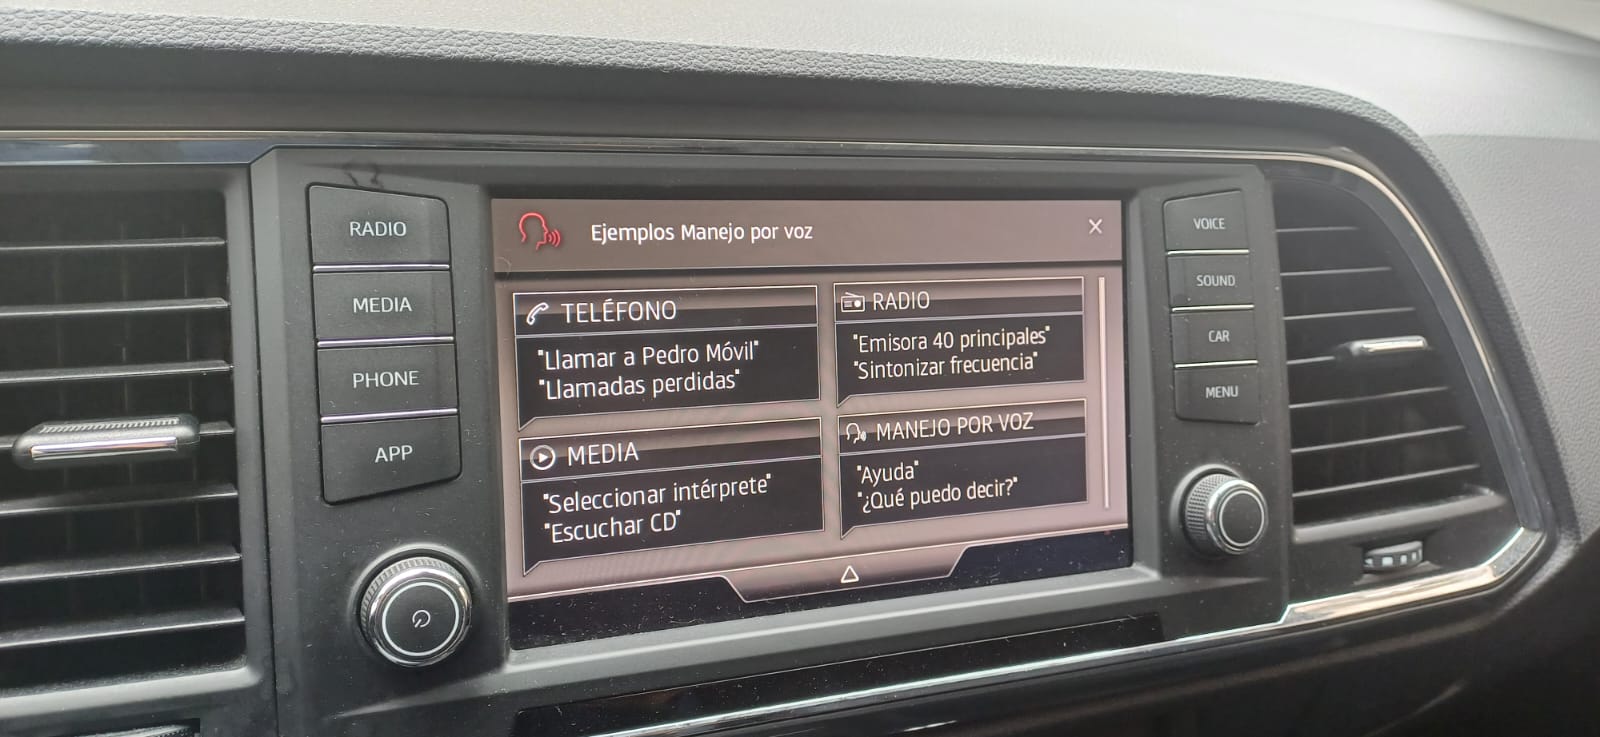 RADIO
MEDIA
PHONE
APP
Ejemplos Manejo por voz
TELÉFONO
"Llamar a Pedro Móvil"
"Llamadas perdidas"
RADIO
"Emisora 40 principales"
"Sintonizar frecuencia"
MEDIA
"Seleccionar intérprete"
"Escuchar CD"
MANEJO POR VOZ
"Ayuda"
"¿Qué puedo decir?"
VOICE
SOUND
CAR
MENU